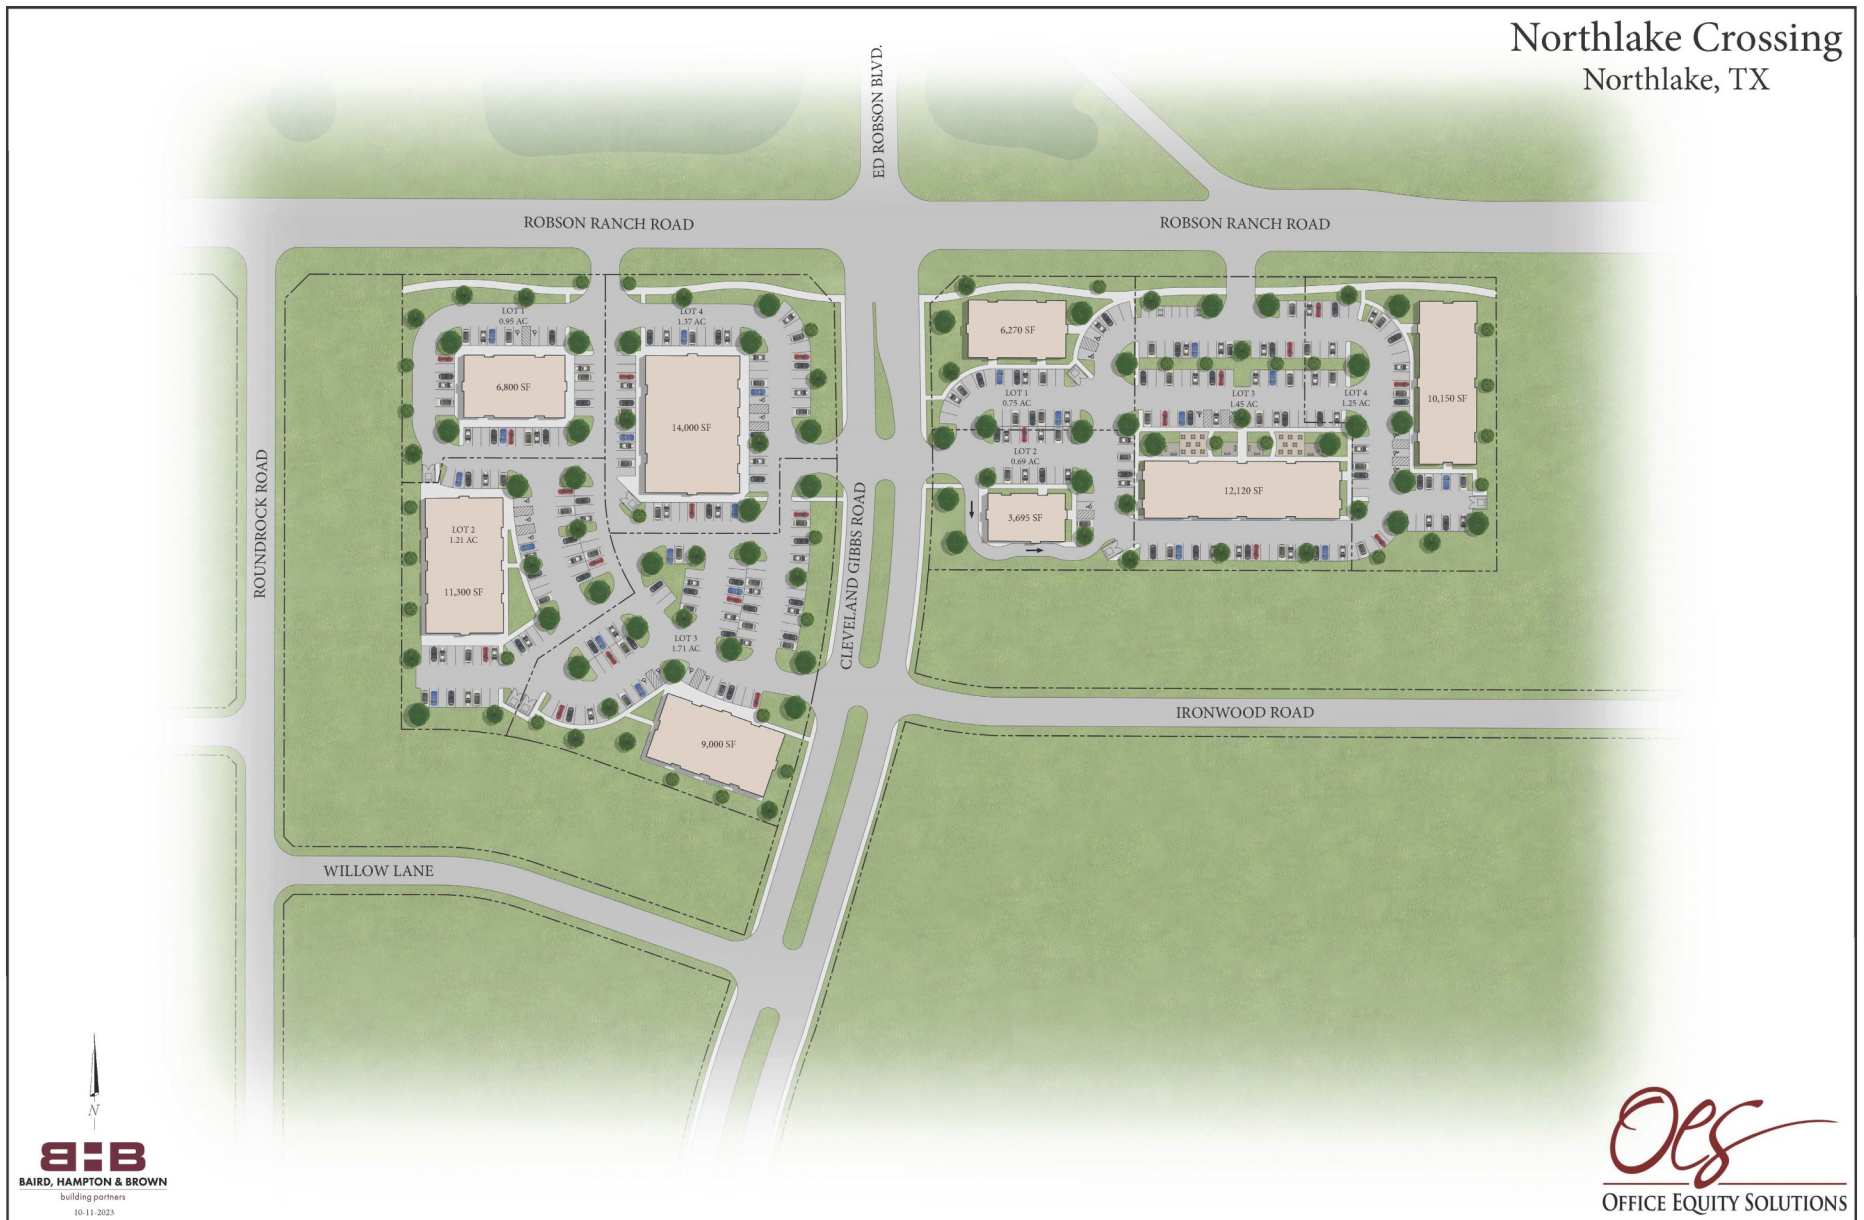 Northlake Crossing
Northlake, TX
ED ROBSON BLVD.
ROBSON RANCH ROAD
ROBSON RANCH ROAD
LOT 1
0.95 AC
6,800 SF
LOT 4
1.37 AC
14,000 SF
LOT 2
1.21 AC
11,300 SF
LOT 3
1.71 AC
9,000 SF
6,270 SF
LOT 1
0.75 AC
LOT 2
0.69 AC
3,695 SF
LOT 3
1.45 AC
12,120 SF
LOT 4
1.25 AC
10,150 SF
ROUNDROCK ROAD
CLEVELAND GIBBS ROAD
IRONWOOD ROAD
WILLOW LANE
N
BHB
BAIRD, HAMPTON & BROWN
building partners
10-11-2023
Oes
OFFICE EQUITY SOLUTIONS